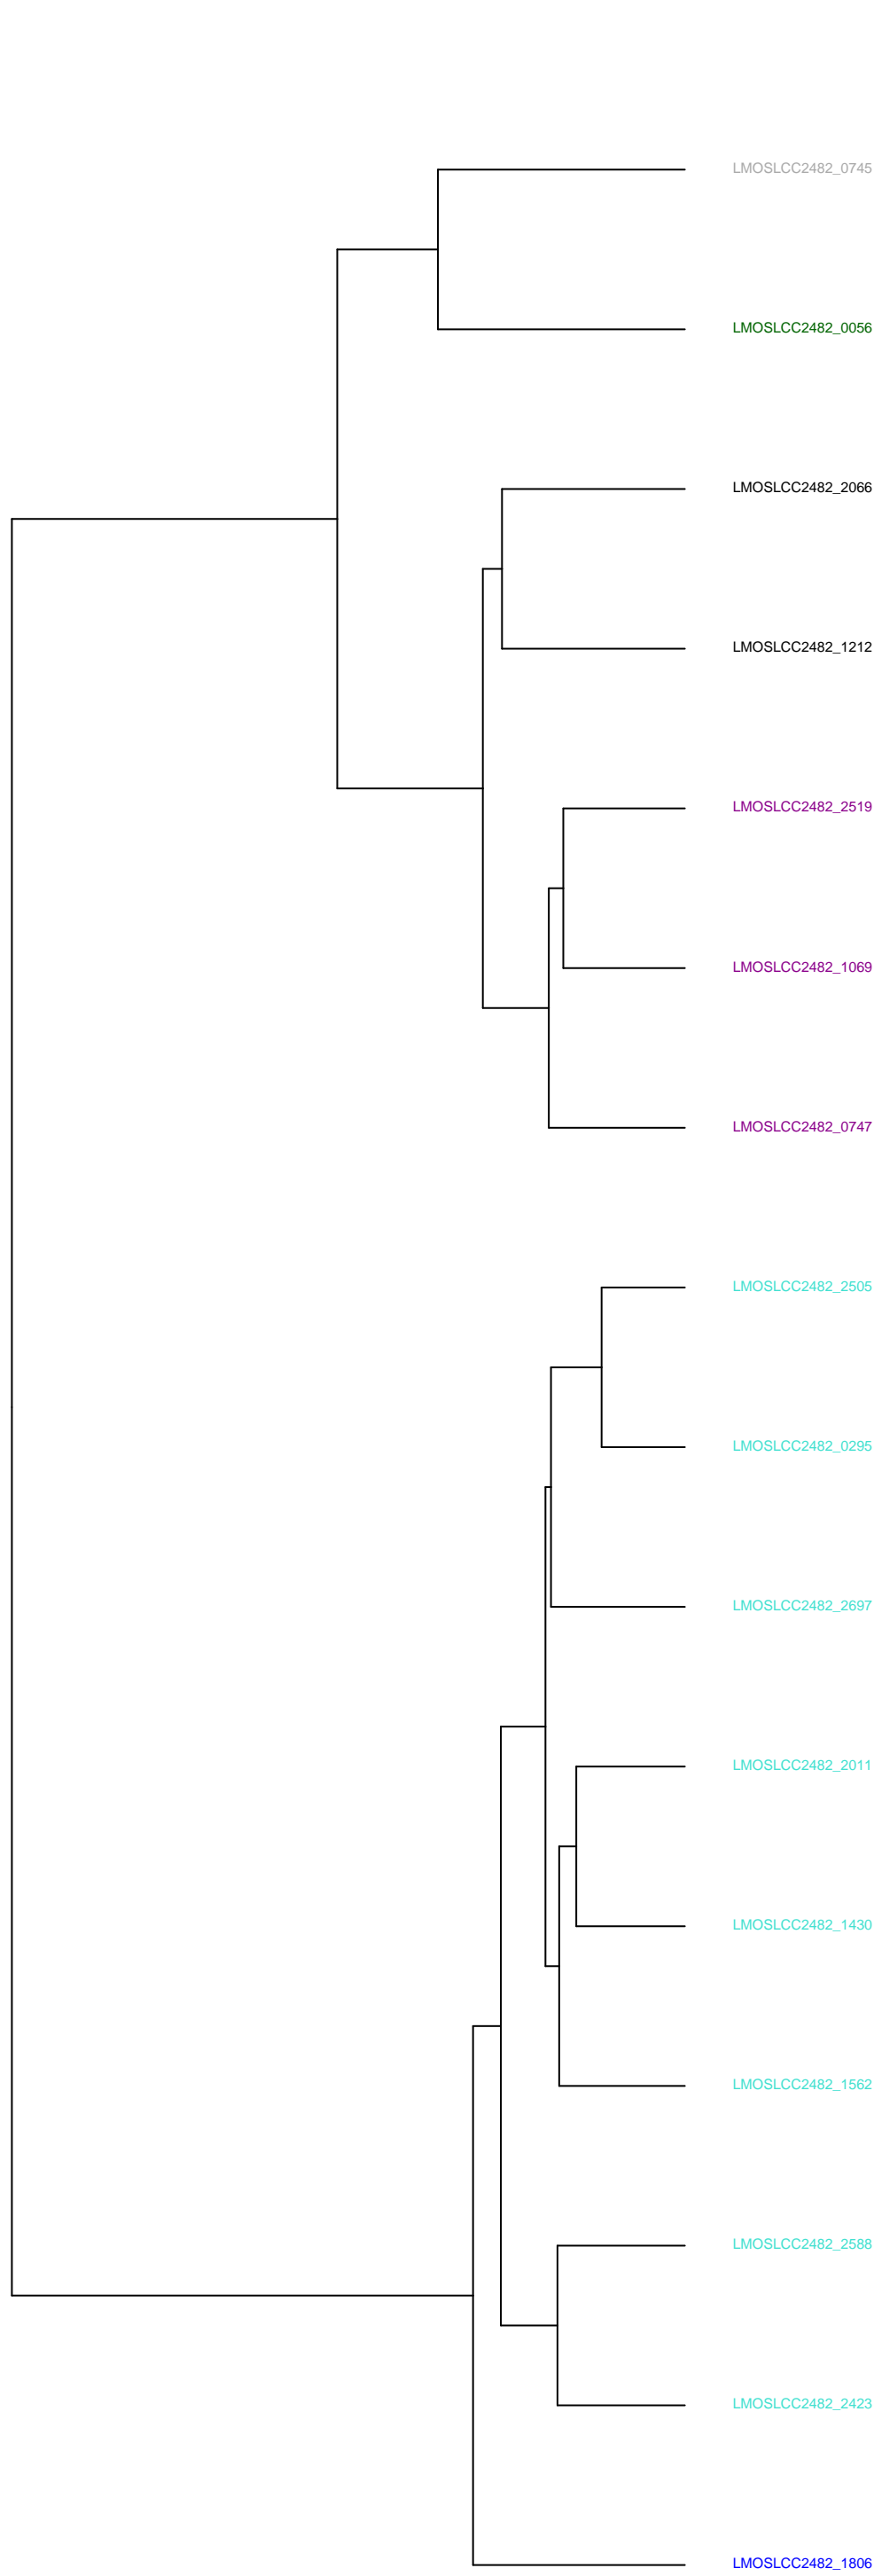 LMOSLCC2482_0745
LMOSLCC2482_0056
LMOSLCC2482_2066
LMOSLCC2482_1212
LMOSLCC2482_2519
LMOSLCC2482_1069
LMOSLCC2482_0747
LMOSLCC2482_2505
LMOSLCC2482_0295
LMOSLCC2482_2697
LMOSLCC2482_2011
LMOSLCC2482_1430
LMOSLCC2482_1562
LMOSLCC2482_2588
LMOSLCC2482_2423
LMOSLCC2482_1806